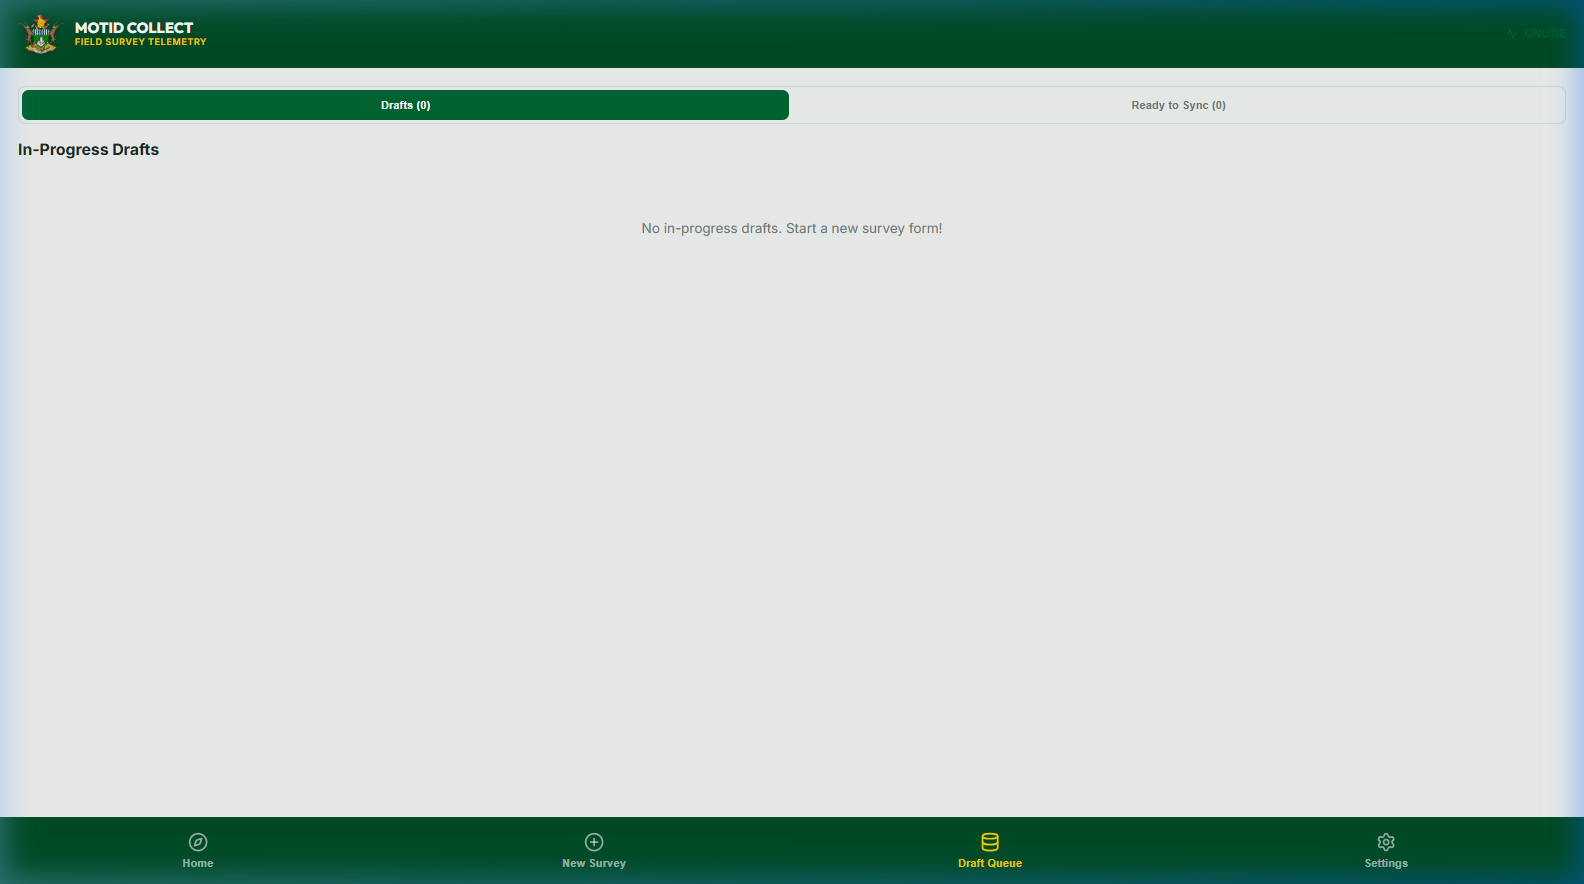 MOTID COLLECT
FIELD SURVEY TELEMETRY
ONLINE
Drafts (0)
Ready to Sync (0)
In-Progress Drafts
No in-progress drafts. Start a new survey form!
Home
New Survey
Draft Queue
Settings